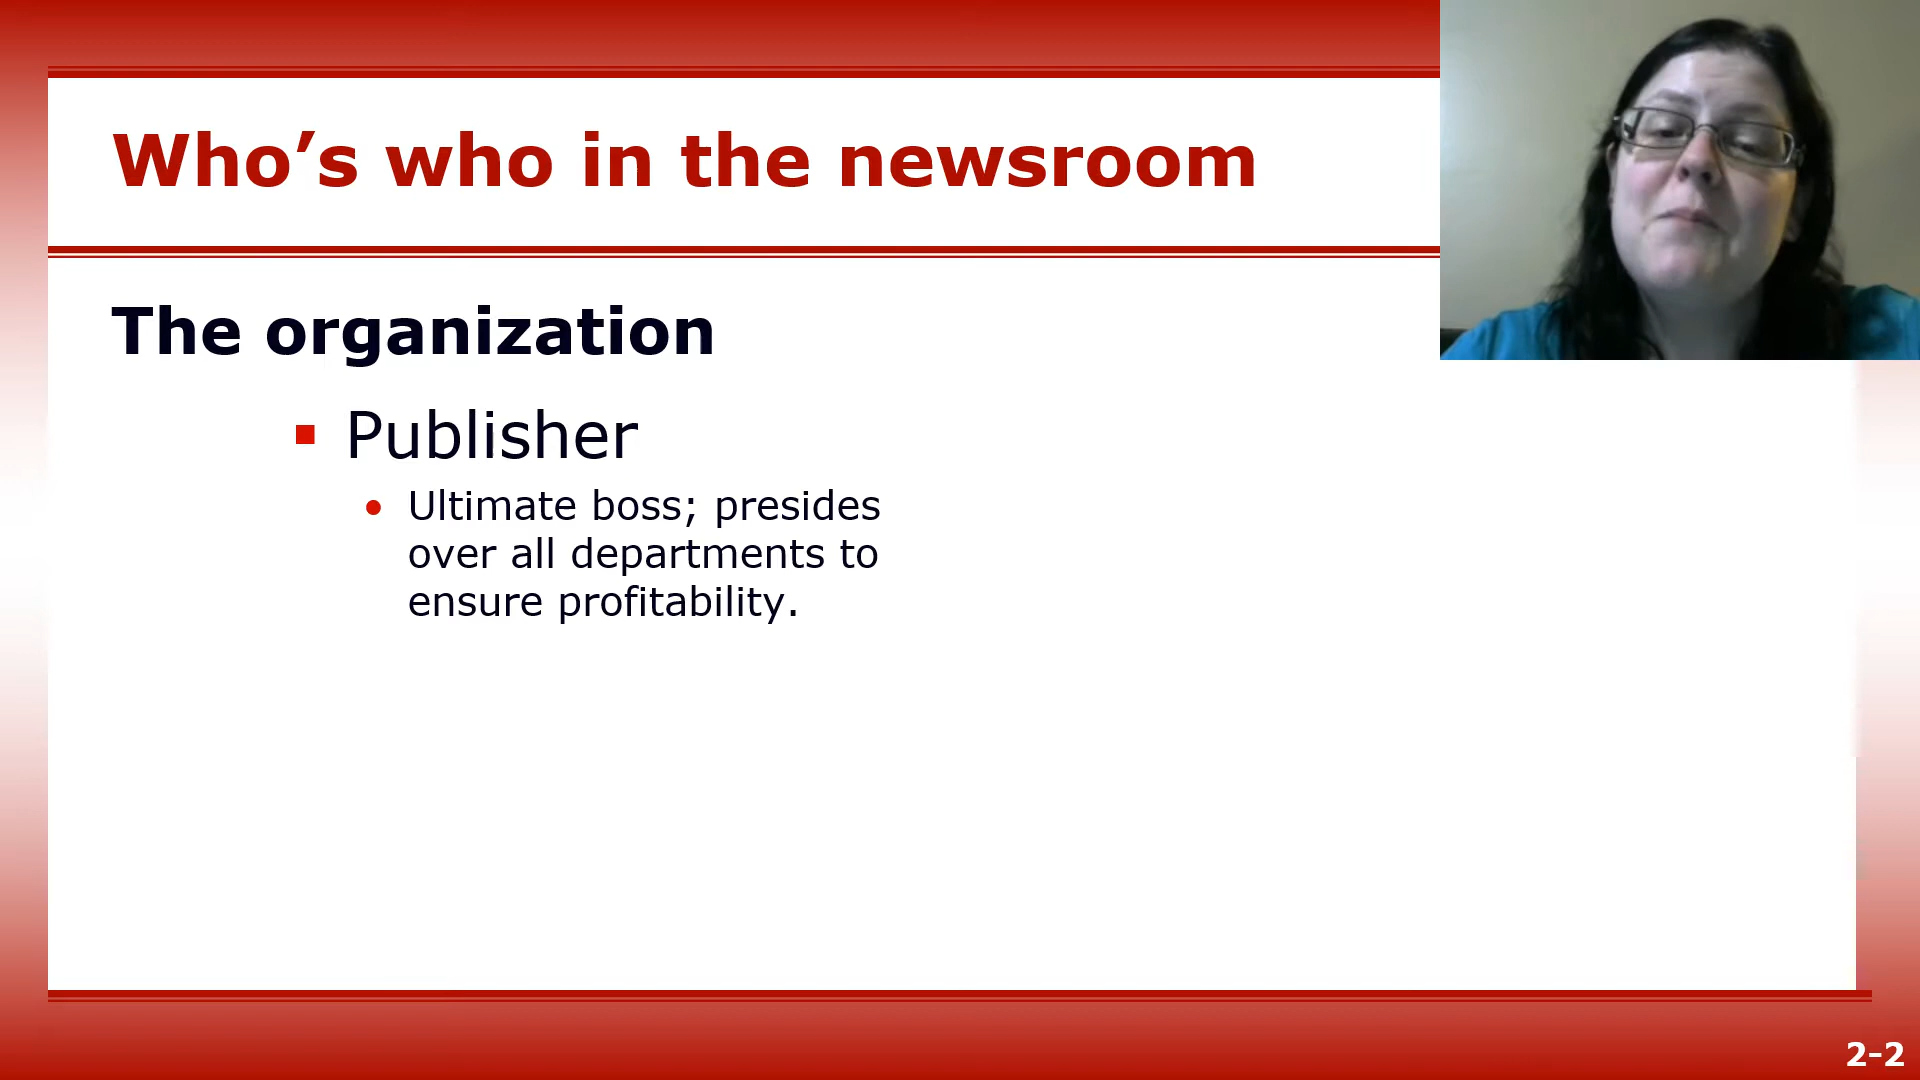 Who’s who in the newsroom
The organization
Publisher
Ultimate boss; presides
over all departments to
ensure profitability.
2-2